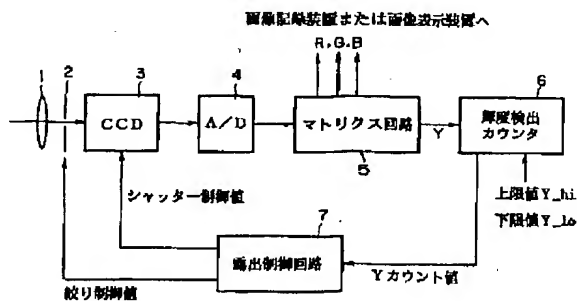 画像記録装置または画像表示装置へ
R,G,B
1
2
3
4
6
CCD
A/D
マトリクス回路
Y
輝度検出
カウンタ
5
シャッター制御値
上限値Y_hi
下限値Y_lo
7
露出制御回路
Yカウント値
絞り制御値